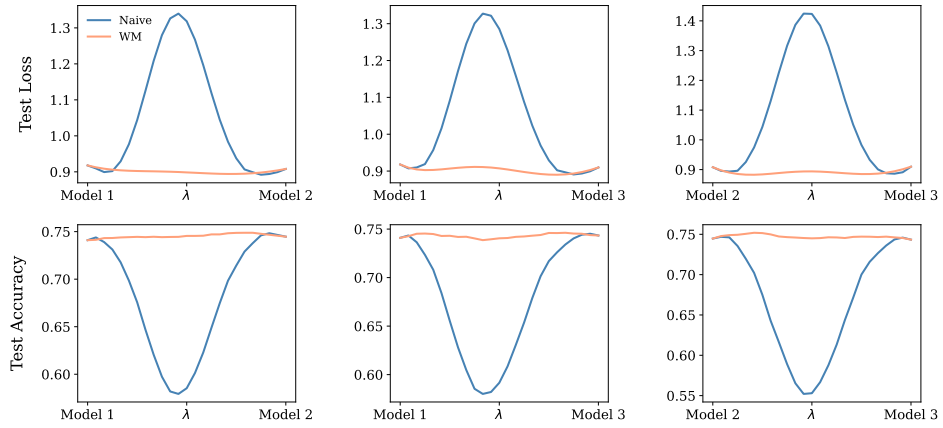 Test Loss
1.3
1.2
1.1
1.0
0.9
Naive
WM
Model 1
λ
Model 2
1.3
1.2
1.1
1.0
0.9
Model 1
λ
Model 3
1.4
1.3
1.2
1.1
1.0
0.9
Model 2
λ
Model 3
Test Accuracy
0.75
0.70
0.65
0.60
Model 1
λ
Model 2
0.75
0.70
0.65
0.60
Model 1
λ
Model 3
0.75
0.70
0.65
0.60
0.55
Model 2
λ
Model 3